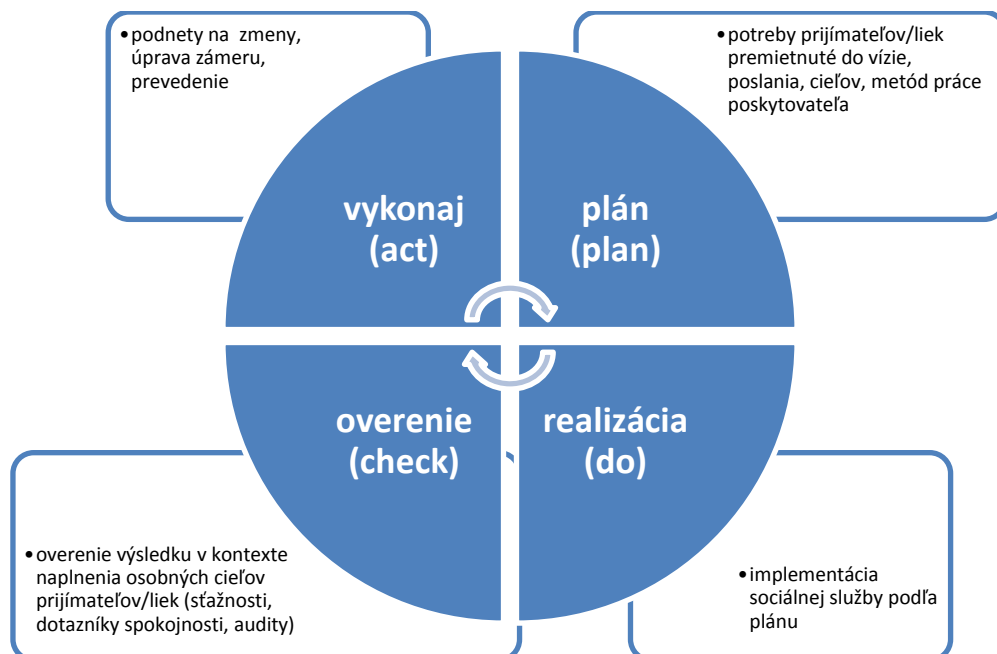 •podnety na zmeny,
úprava zámeru,
prevedenie
•potreby prijímateľov/liek
premietnuté do vízie,
poslania, cieľov, metód práce
poskytovateľa
vykonaj
(act)
plán
(plan)
overenie
(check)
realizácia
(do)
•overenie výsledku v kontexte
naplnenia osobných cieľov
prijímateľov/liek (sťažnosti,
dotazníky spokojnosti, audity)
•implementácia
sociálnej služby podľa
plánu